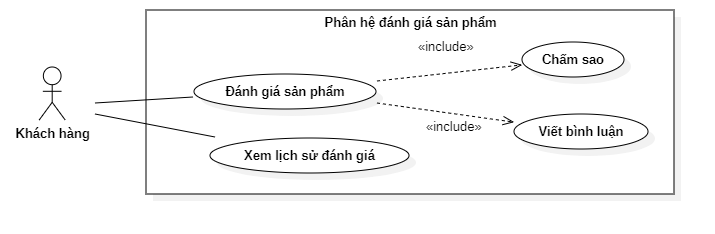 Phân hệ đánh giá sản phẩm
«include»
Chấm sao
Đánh giá sản phẩm
Khách hàng
«include»
Viết bình luận
Xem lịch sử đánh giá